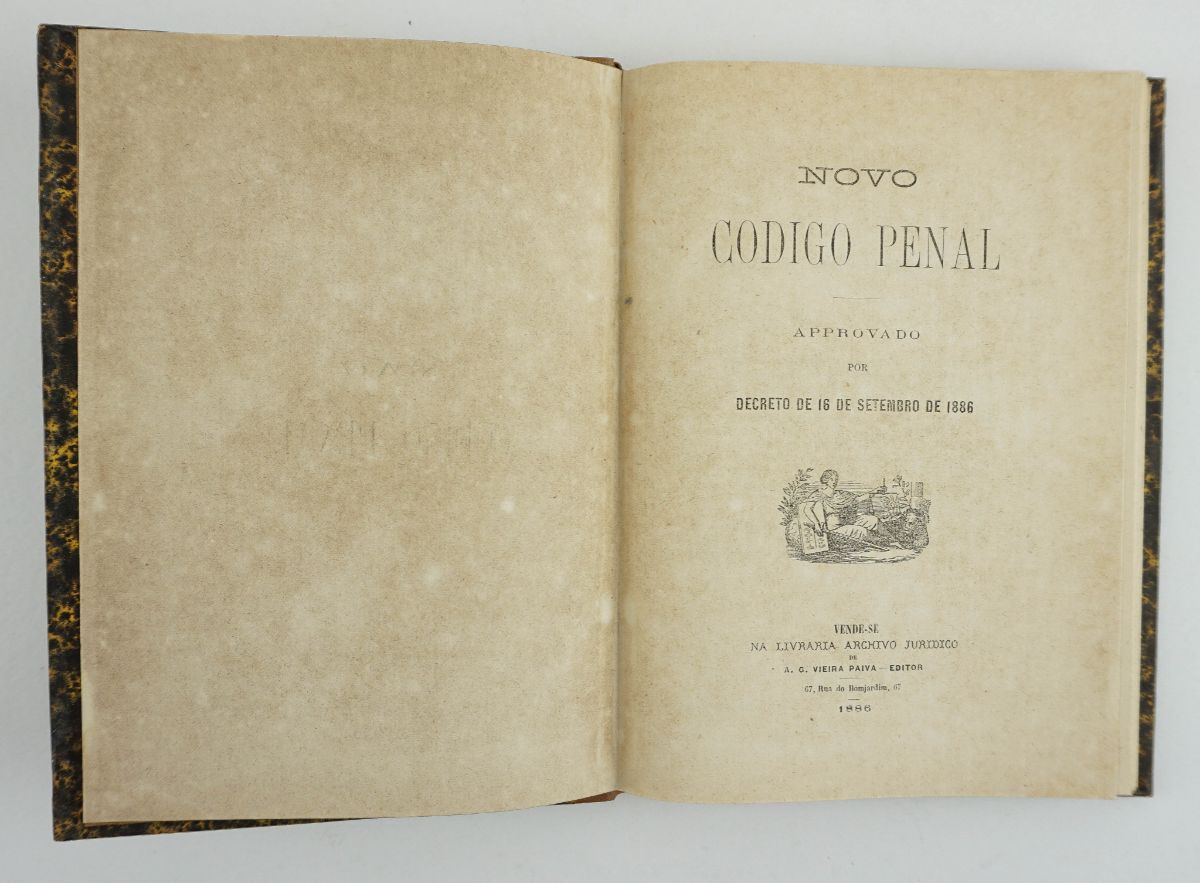 NOVO
CODIGO PENAL
APPROVADO
POR
DECRETO DE 16 DE SETEMBRO DE 1886
VENDE-SE
NA LIVRARIA ARCHIVO JURIDICO
DE
A. G. VIEIRA PAIVA—EDITOR
67, Rua do Bomjardim, 67
1886